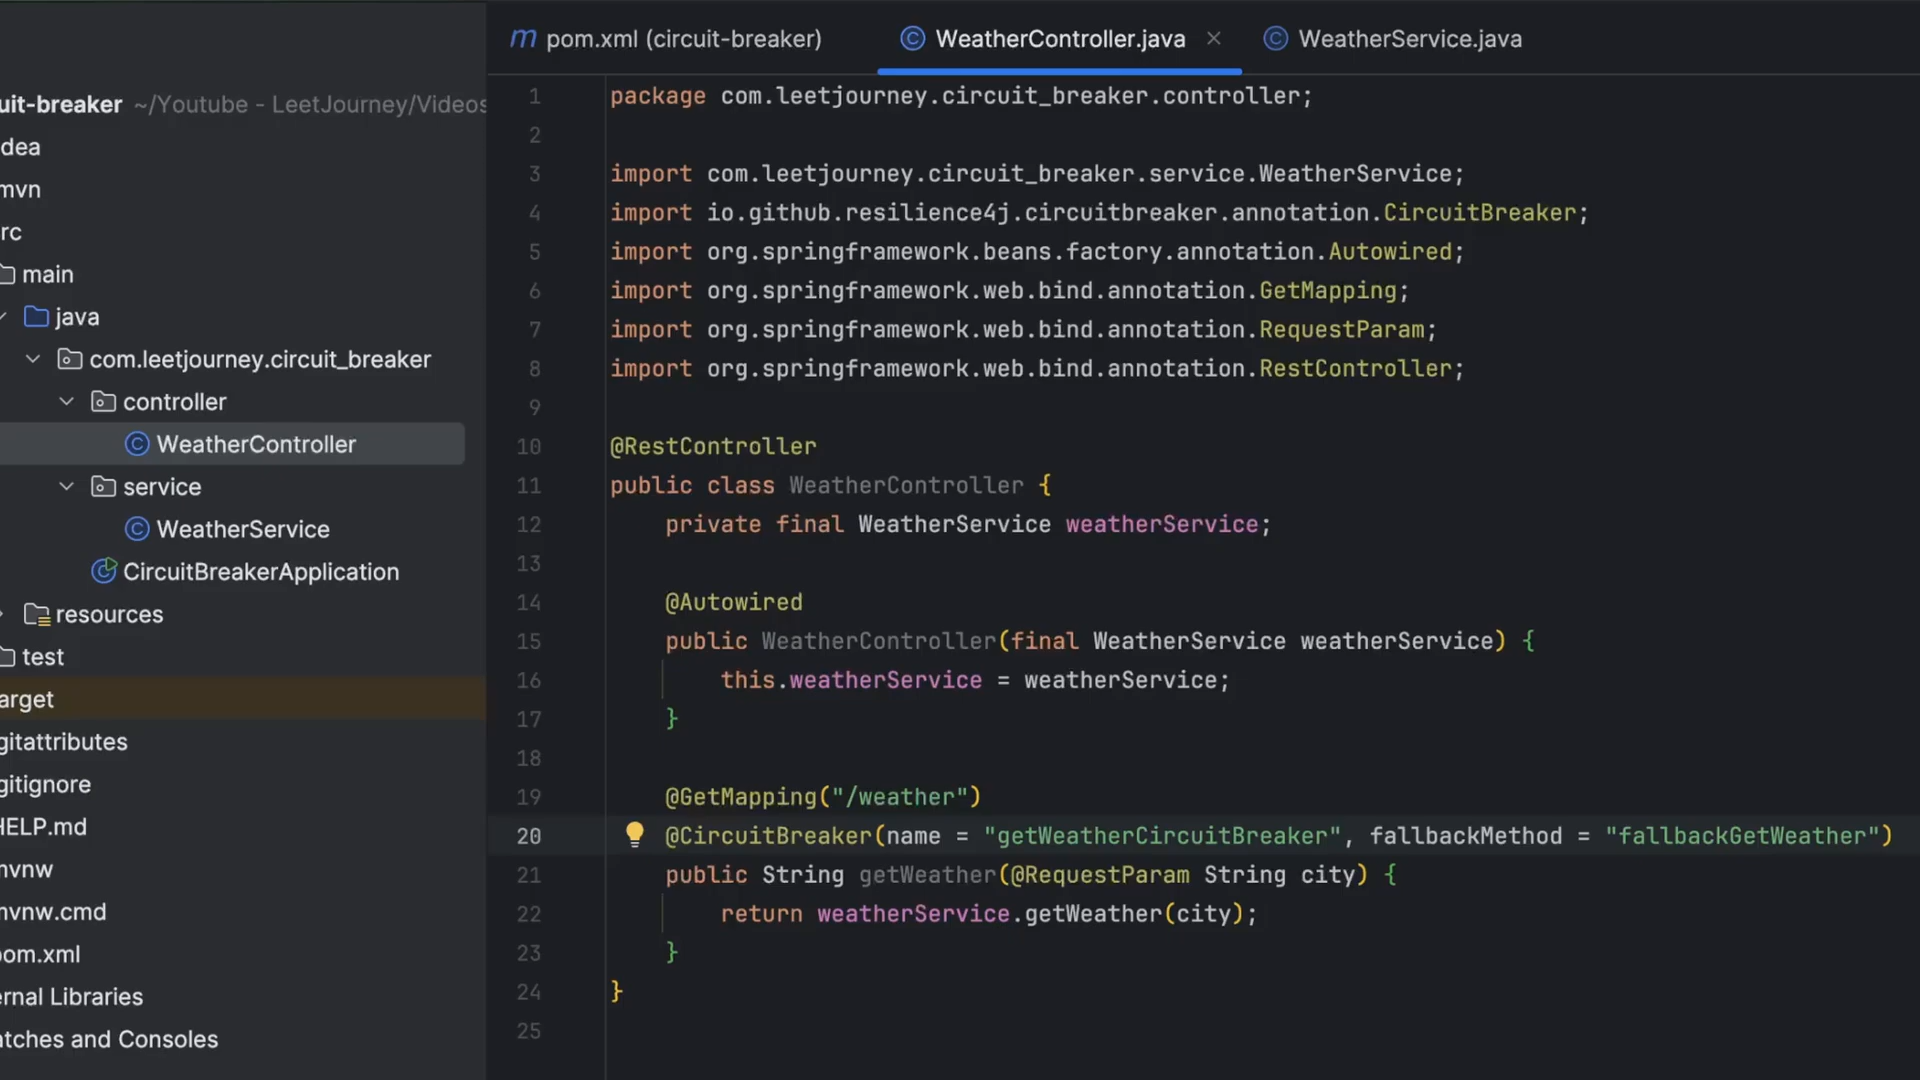 pom.xml (circuit-breaker)
WeatherController.java
WeatherService.java
uit-breaker ~/Youtube - LeetJourney/Videos
dea
mvn
rc
main
java
com.leetjourney.circuit_breaker
controller
WeatherController
service
WeatherService
CircuitBreakerApplication
resources
test
arget
gitattributes
gitignore
HELP.md
mvnw
mvnw.cmd
pom.xml
ernal Libraries
atches and Consoles
1 package com.leetjourney.circuit_breaker.controller;
2
3 import com.leetjourney.circuit_breaker.service.WeatherService;
4 import io.github.resilience4j.circuitbreaker.annotation.CircuitBreaker;
5 import org.springframework.beans.factory.annotation.Autowired;
6 import org.springframework.web.bind.annotation.GetMapping;
7 import org.springframework.web.bind.annotation.RequestParam;
8 import org.springframework.web.bind.annotation.RestController;
9
10 @RestController
11 public class WeatherController {
12     private final WeatherService weatherService;
13
14     @Autowired
15     public WeatherController(final WeatherService weatherService) {
16         this.weatherService = weatherService;
17     }
18
19     @GetMapping("/weather")
20     @CircuitBreaker(name = "getWeatherCircuitBreaker", fallbackMethod = "fallbackGetWeather")
21     public String getWeather(@RequestParam String city) {
22         return weatherService.getWeather(city);
23     }
24 }
25